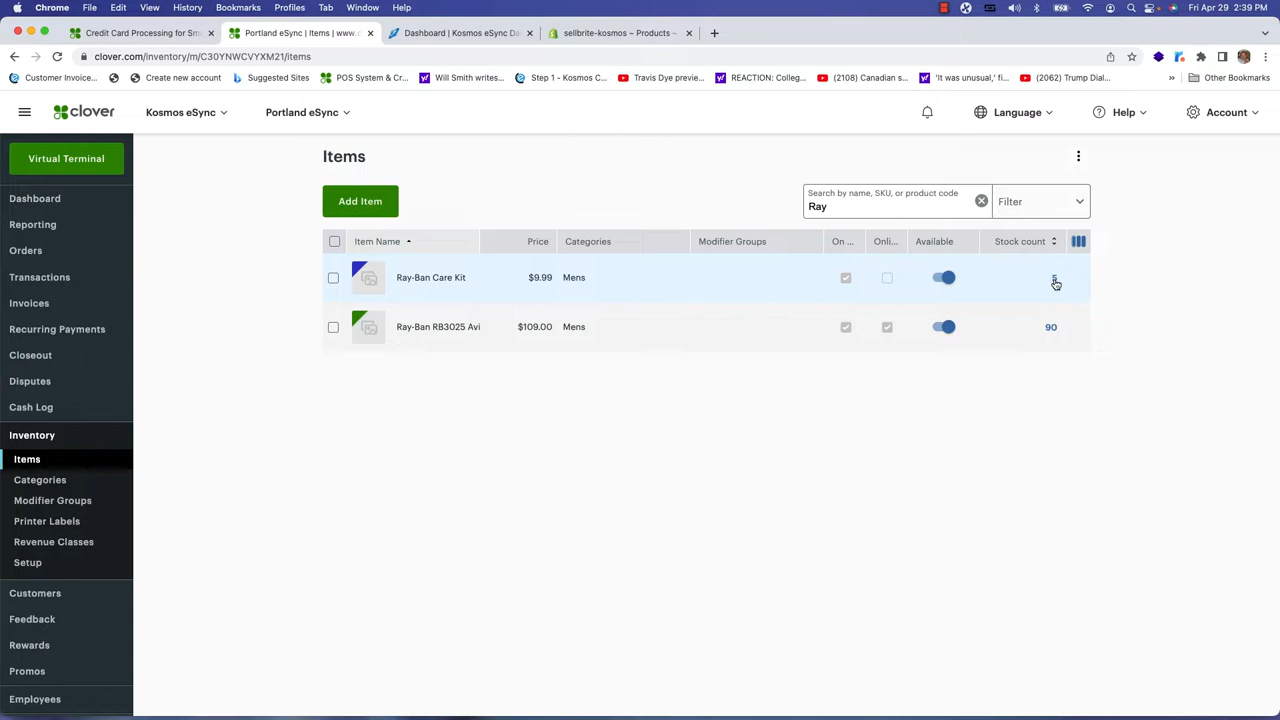 Chrome File Edit View History Bookmarks Profiles Tab Window Help Fri Apr 29 2:39 PM
Credit Card Processing for Sm Portland eSync | Items | www.c Dashboard | Kosmos eSync Da sellbrite-kosmos ~ Products ~
clover.com/inventory/m/C30YNWCVYXM21/items
Customer Invoice... Create new account Suggested Sites POS System & Cr... Will Smith writes... Step 1 - Kosmos C... Travis Dye previe... REACTION: Colleg... (2108) Canadian s... 'It was unusual,' fi... (2062) Trump Dial... » Other Bookmarks
clover Kosmos eSync Portland eSync Language Help Account
Virtual Terminal
Dashboard
Reporting
Orders
Transactions
Invoices
Recurring Payments
Closeout
Disputes
Cash Log
Inventory
Items
Categories
Modifier Groups
Printer Labels
Revenue Classes
Setup
Customers
Feedback
Rewards
Promos
Employees
Items
Add Item
Search by name, SKU, or product code
Ray
Filter
Item Name Price Categories Modifier Groups On ... Onli... Available Stock count
Ray-Ban Care Kit $9.99 Mens 5
Ray-Ban RB3025 Avi $109.00 Mens 90